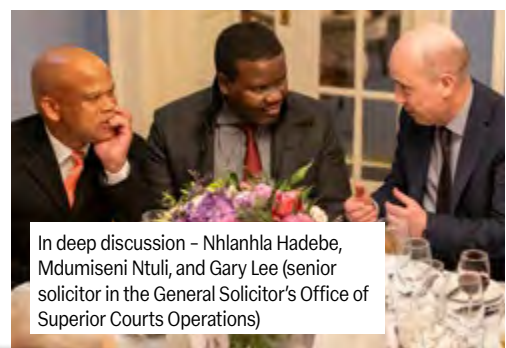 In deep discussion – Nhlanhla Hadebe,
Mdumiseni Ntuli, and Gary Lee (senior
solicitor in the General Solicitor's Office of
Superior Courts Operations)